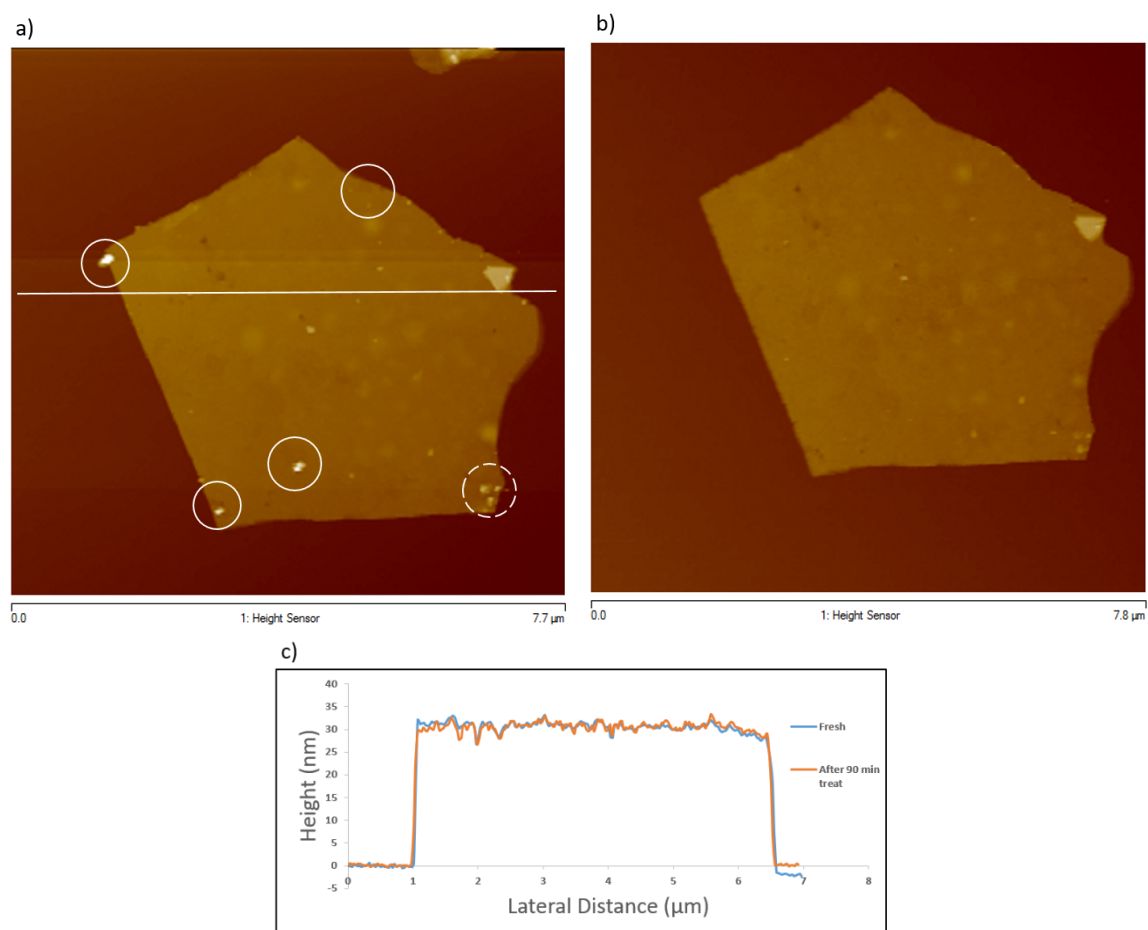 a)
b)
0.0 1: Height Sensor 7.7 µm
0.0 1: Height Sensor 7.8 µm
c)
40
35
30
25
20
15
10
5
0
-5
Height (nm)
0 1 2 3 4 5 6 7 8
Lateral Distance (µm)
Fresh
After 90 min
treat